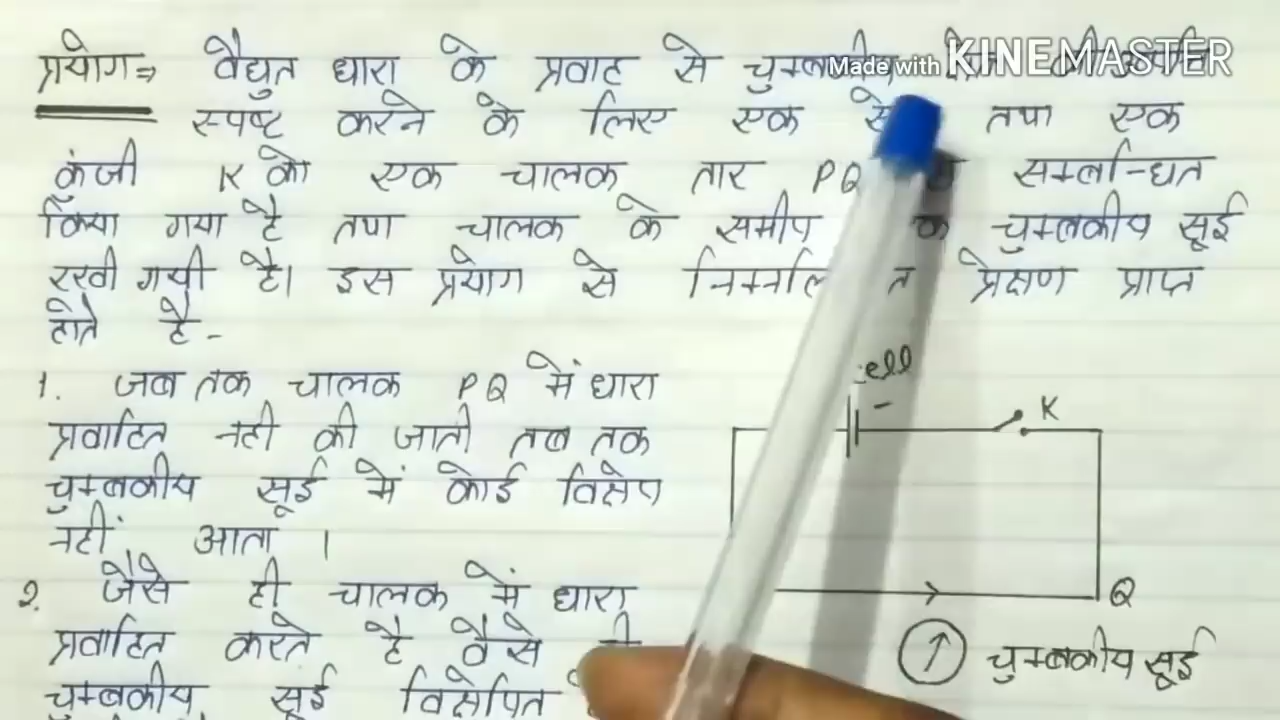 प्रयोग⇒ वैद्युत धारा के प्रवाह से
Made with KINEMASTER
स्पष्ट करने के लिए एक तथा एक
कुंजी K को एक चालक तार PQ सम्बन्धित
किया गया है तथा चालक के समीप चुम्बकीय सूई
रखी गयी है। इस प्रयोग से प्रेक्षण प्राप्त
होते है -
1. जब तक चालक PQ में धारा
प्रवाहित नही की जाती तब तक
चुम्बकीय सूई में कोई विक्षेप
नहीं आता ।
2. जैसे ही चालक में धारा
प्रवाहित करते है वैसे
चुम्बकीय सूई विक्षेपित
-
K
Q
चुम्बकीय सूई